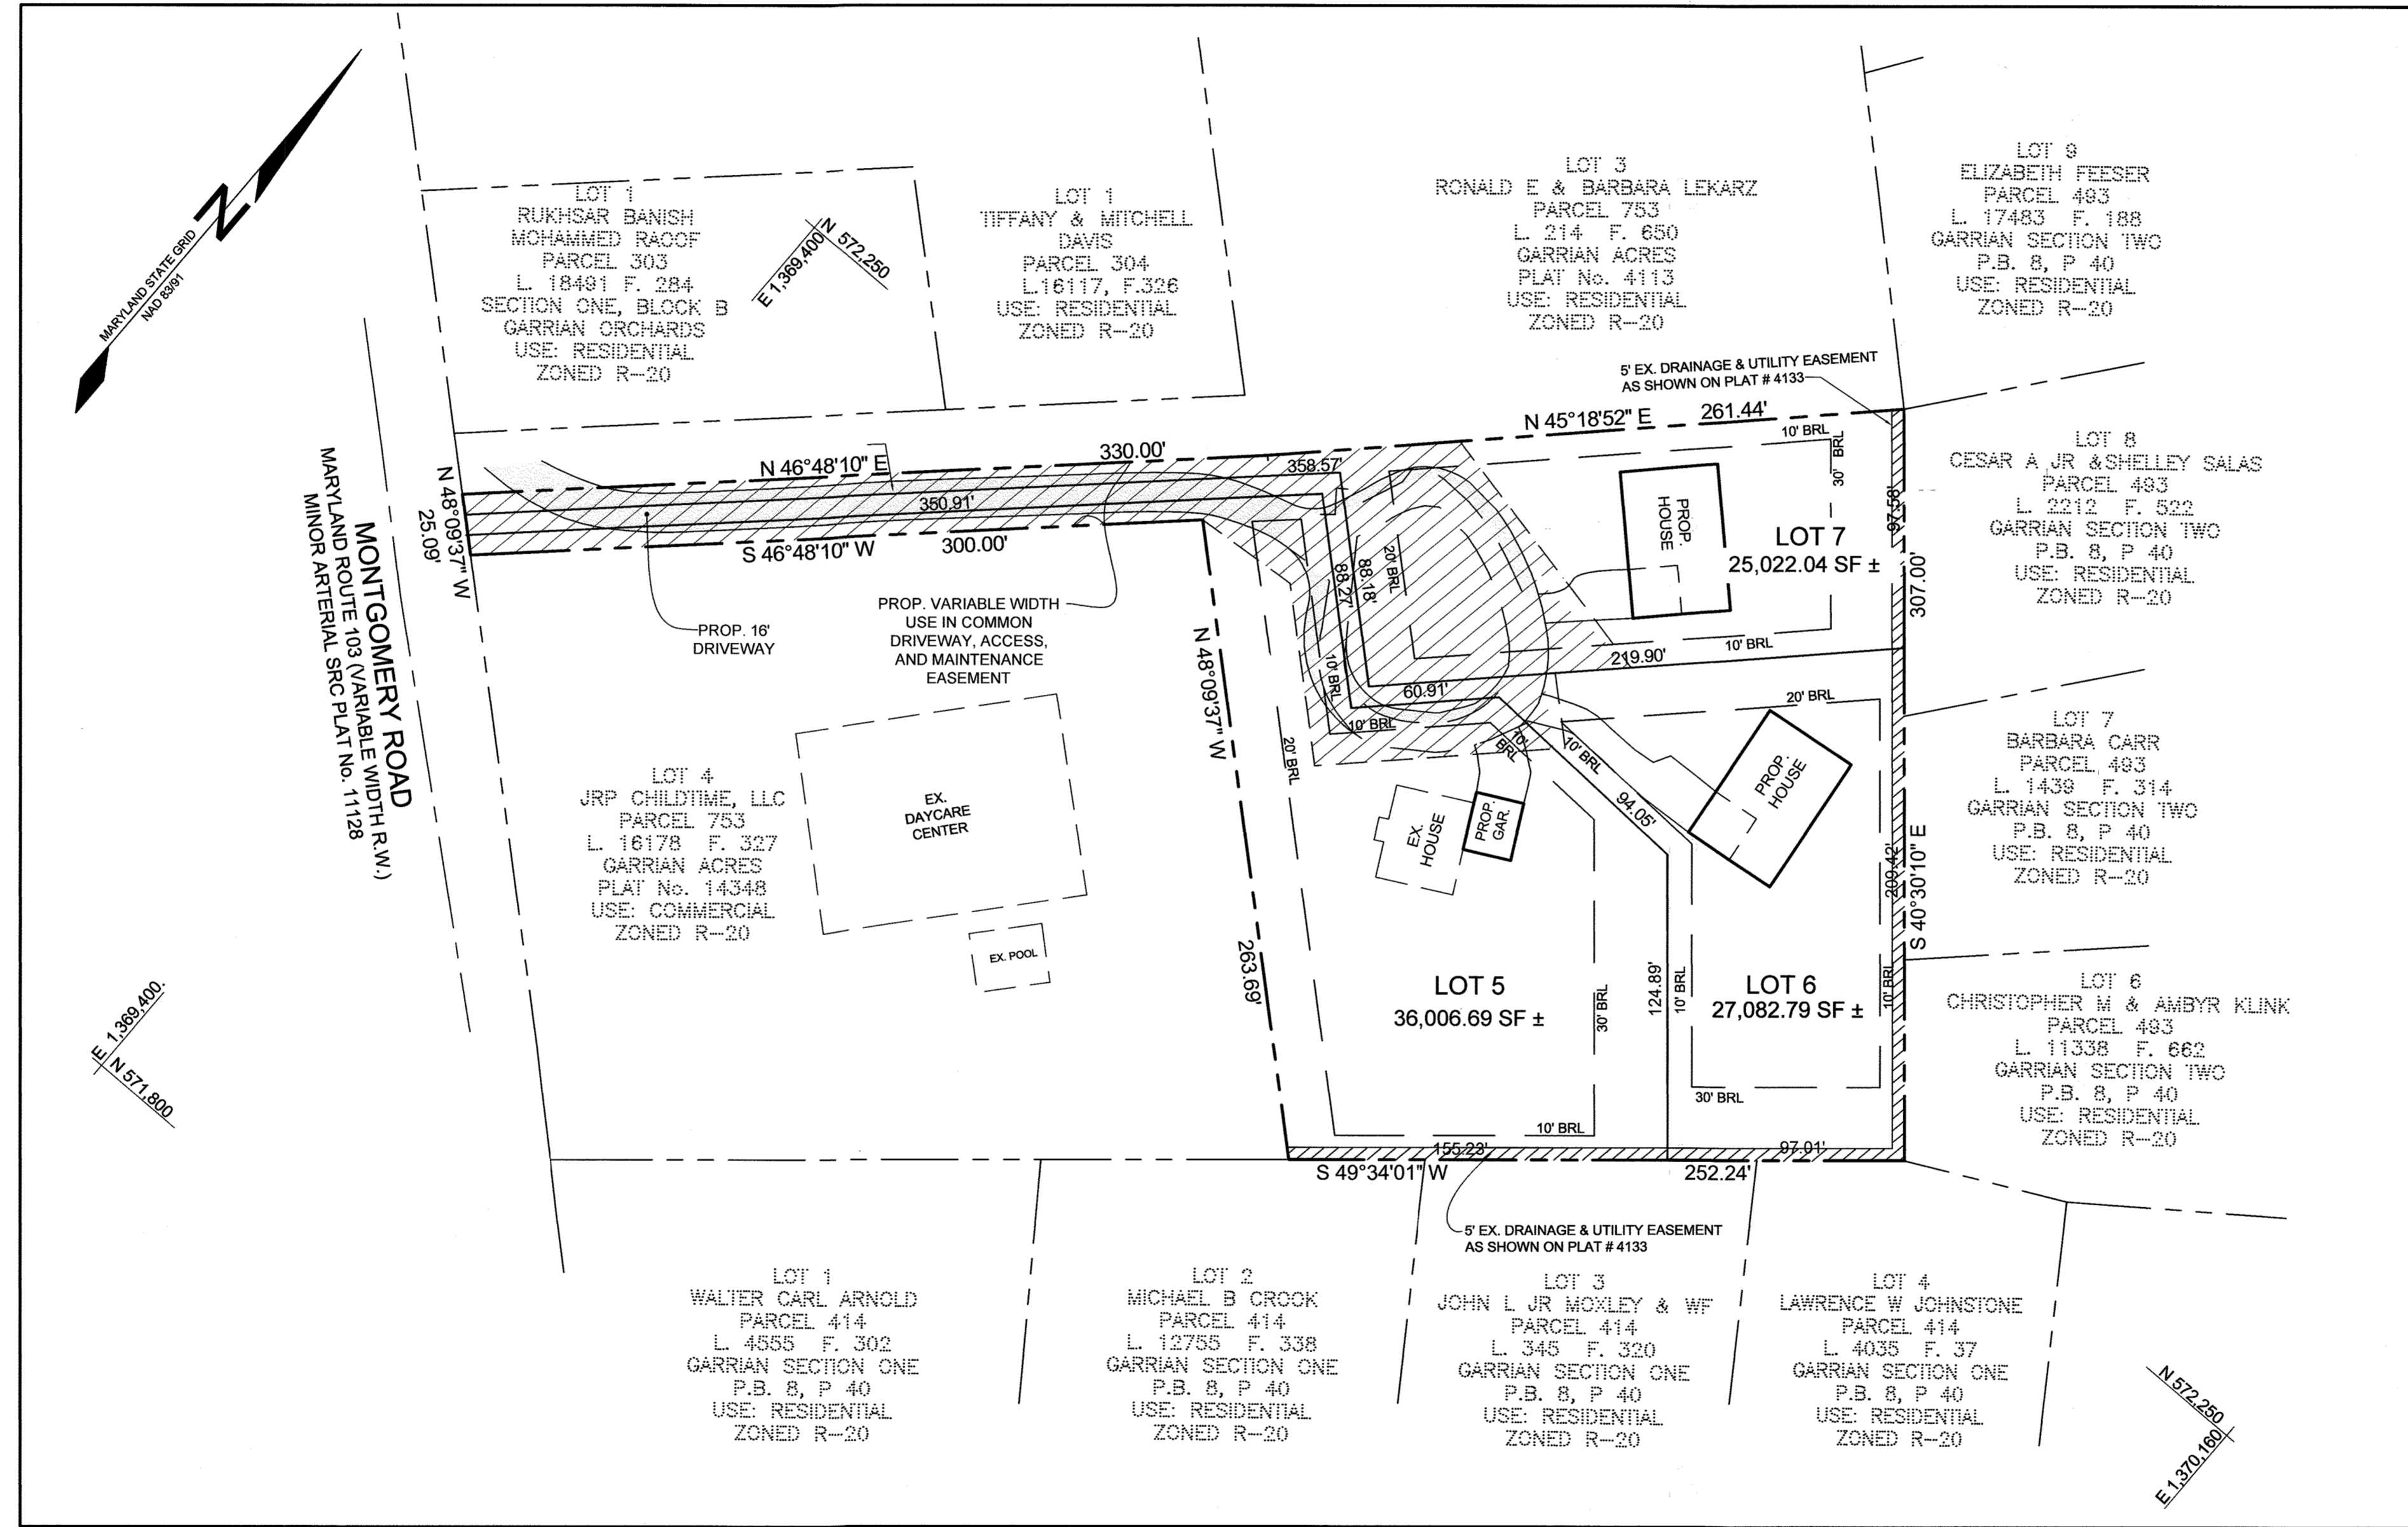 MARYLAND STATE GRID
NAD 83/91
N
LOT 1
RUKHSAR BANISH
MOHAMMED RAOOF
PARCEL 303
L. 18491 F. 284
SECTION ONE, BLOCK B
GARRIAN ORCHARDS
USE: RESIDENTIAL
ZONED R-20
N 572,250
E 1,369,400
LOT 1
TIFFANY & MITCHELL
DAVIS
PARCEL 304
L.16117, F.326
USE: RESIDENTIAL
ZONED R-20
LOT 3
RONALD E & BARBARA LEKARZ
PARCEL 753
L. 214 F. 650
GARRIAN ACRES
PLAT No. 4113
USE: RESIDENTIAL
ZONED R-20
LOT 9
ELIZABETH FEESER
PARCEL 493
L. 17483 F. 188
GARRIAN SECTION TWO
P.B. 8, P 40
USE: RESIDENTIAL
ZONED R-20
5' EX. DRAINAGE & UTILITY EASEMENT
AS SHOWN ON PLAT # 4133
N 45°18'52" E 261.44'
10' BRL
30' BRL
97.58'
LOT 8
CESAR A JR & SHELLEY SALAS
PARCEL 493
L. 2212 F. 522
GARRIAN SECTION TWO
P.B. 8, P 40
USE: RESIDENTIAL
ZONED R-20
N 46°48'10" E
330.00'
358.57'
350.91'
S 46°48'10" W
300.00'
N 48°09'37" W
25.09'
MONTGOMERY ROAD
MARYLAND ROUTE 103 (VARIABLE WIDTH R.W.)
MINOR ARTERIAL SRC PLAT No. 11128
PROP. 16'
DRIVEWAY
PROP. VARIABLE WIDTH
USE IN COMMON
DRIVEWAY, ACCESS,
AND MAINTENANCE
EASEMENT
20' BRL
88.18'
88.27'
PROP.
HOUSE
LOT 7
25,022.04 SF ±
307.00'
10' BRL
219.90'
10' BRL
60.91'
10' BRL
10'
BRL
10' BRL
20' BRL
N 48°09'37" W
263.69'
20' BRL
LOT 4
JRP CHILDTIME, LLC
PARCEL 753
L. 16178 F. 327
GARRIAN ACRES
PLAT No. 14348
USE: COMMERCIAL
ZONED R-20
EX.
DAYCARE
CENTER
EX. POOL
EX.
HOUSE
PROP.
GAR.
94.05'
PROP.
HOUSE
209.42'
S 40°30'10" E
LOT 7
BARBARA CARR
PARCEL 493
L. 1439 F. 314
GARRIAN SECTION TWO
P.B. 8, P 40
USE: RESIDENTIAL
ZONED R-20
LOT 5
36,006.69 SF ±
30' BRL
124.89'
10' BRL
LOT 6
27,082.79 SF ±
10' BRL
30' BRL
10' BRL
LOT 6
CHRISTOPHER M & AMBYR KLINK
PARCEL 493
L. 11338 F. 662
GARRIAN SECTION TWO
P.B. 8, P 40
USE: RESIDENTIAL
ZONED R-20
E 1,369,400.
N 571,800
155.23'
97.01'
S 49°34'01" W
252.24'
5' EX. DRAINAGE & UTILITY EASEMENT
AS SHOWN ON PLAT # 4133
LOT 1
WALTER CARL ARNOLD
PARCEL 414
L. 4555 F. 302
GARRIAN SECTION ONE
P.B. 8, P 40
USE: RESIDENTIAL
ZONED R-20
LOT 2
MICHAEL B CROOK
PARCEL 414
L. 12755 F. 338
GARRIAN SECTION ONE
P.B. 8, P 40
USE: RESIDENTIAL
ZONED R-20
LOT 3
JOHN L JR MOXLEY & WF
PARCEL 414
L. 345 F. 320
GARRIAN SECTION ONE
P.B. 8, P 40
USE: RESIDENTIAL
ZONED R-20
LOT 4
LAWRENCE W JOHNSTONE
PARCEL 414
L. 4035 F. 37
GARRIAN SECTION ONE
P.B. 8, P 40
USE: RESIDENTIAL
ZONED R-20
N 572,250
E 1,370,160